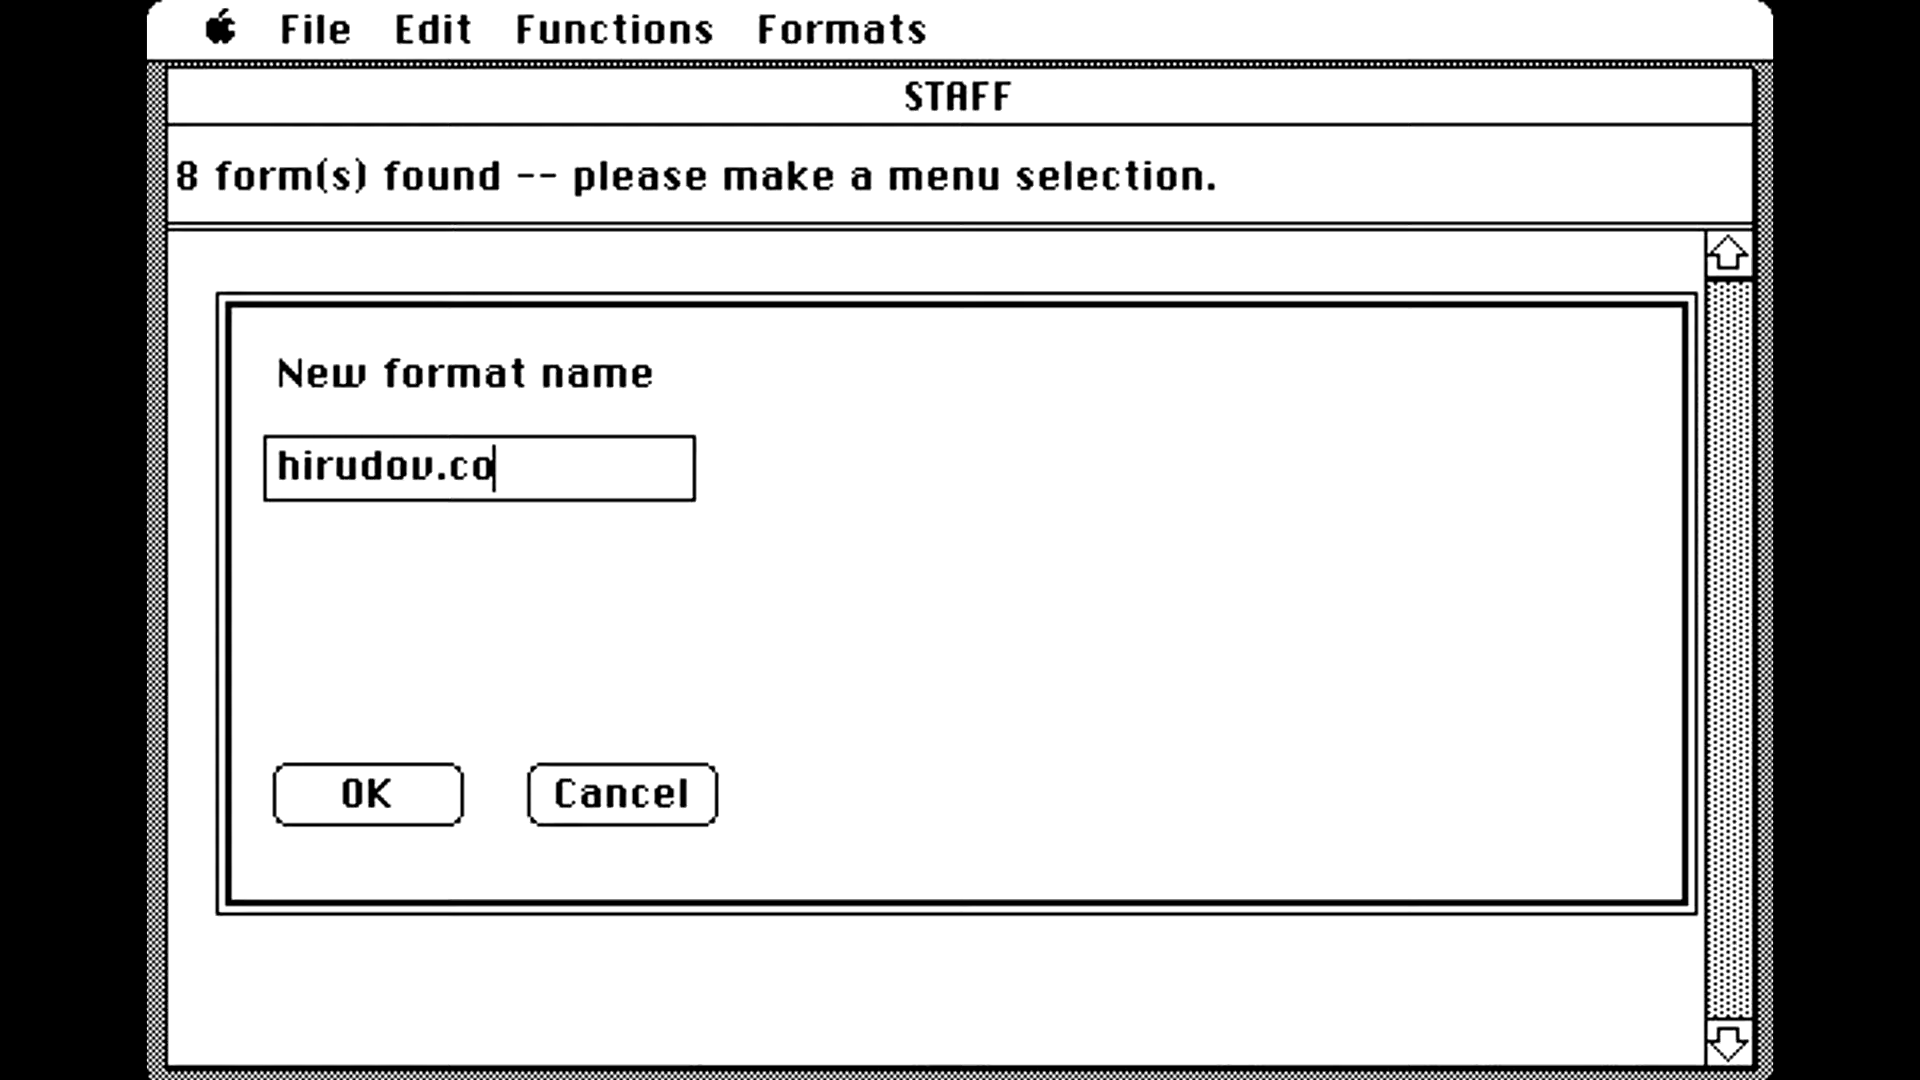 File Edit Functions Formats
STAFF
8 form(s) found -- please make a menu selection.
New format name
hirudov.co
OK Cancel